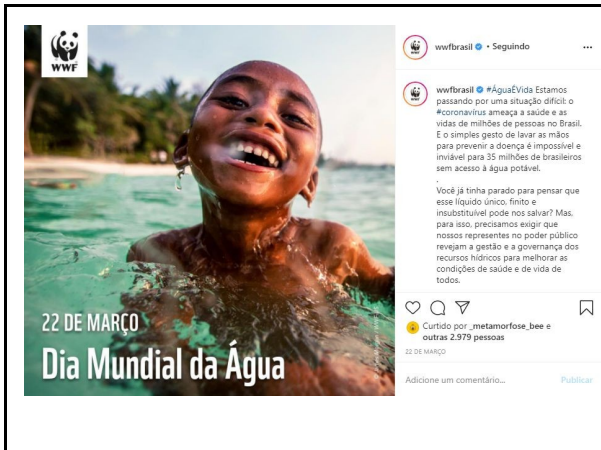 WWF
22 DE MARÇO
Dia Mundial da Água
wwfbrasil • Seguindo
wwfbrasil #ÁguaÉVida Estamos
passando por uma situação difícil: o
#coronavírus ameaça a saúde e as
vidas de milhões de pessoas no Brasil.
E o simples gesto de lavar as mãos
para prevenir a doença é impossível e
inviável para 35 milhões de brasileiros
sem acesso à água potável.
.
Você já tinha parado para pensar que
esse líquido único, finito e
insubstituível pode nos salvar? Mas,
para isso, precisamos exigir que
nossos represententes no poder público
revejam a gestão e a governança dos
recursos hídricos para melhorar as
condições de saúde e de vida de
todos.
Curtido por _metamorfose_bee e
outras 2.979 pessoas
22 DE MARÇO
Adicione um comentário...
Publicar